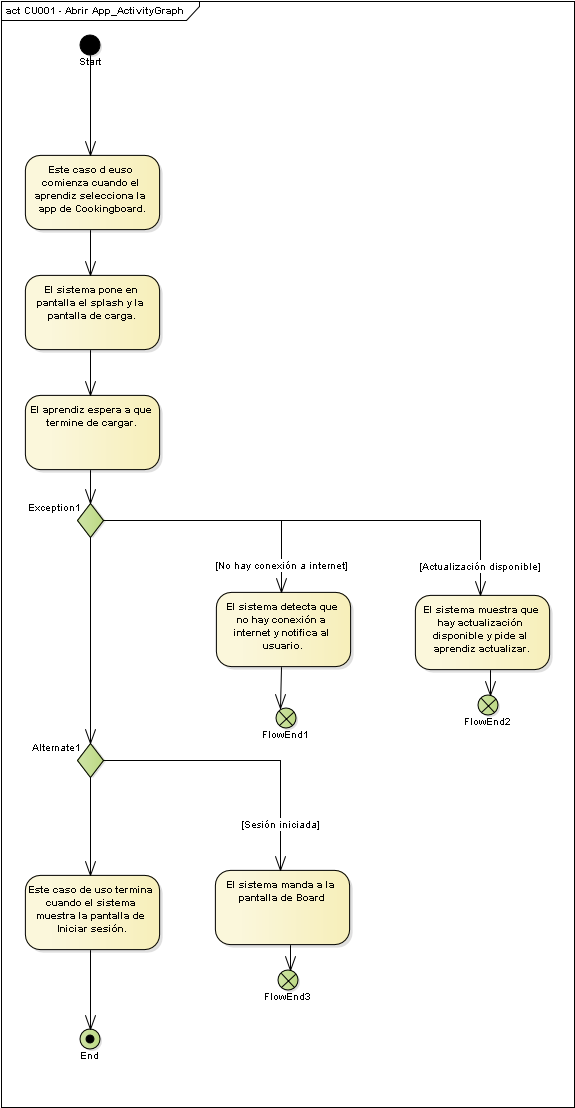 act CU001 - Abrir App_ActivityGraph
Start
Este caso d euso
comienza cuando el
aprendiz selecciona la
app de Cookingboard.
El sistema pone en
pantalla el splash y la
pantalla de carga.
El aprendiz espera a que
termine de cargar.
Exception1
[No hay conexión a internet]
[Actualización disponible]
El sistema detecta que
no hay conexión a
internet y notifica al
usuario.
El sistema muestra que
hay actualización
disponible y pide al
aprendiz actualizar.
FlowEnd1
FlowEnd2
Alternate1
[Sesión iniciada]
Este caso de uso termina
cuando el sistema
muestra la pantalla de
Iniciar sesión.
El sistema manda a la
pantalla de Board
FlowEnd3
End